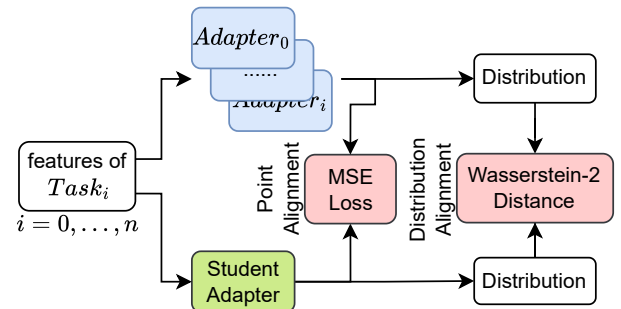 Adapter₀
......
Adapterᵢ
Distribution
features of
Taskᵢ
i = 0, . . . , n
Point
Alignment
MSE
Loss
Distribution
Alignment
Wasserstein-2
Distance
Student
Adapter
Distribution